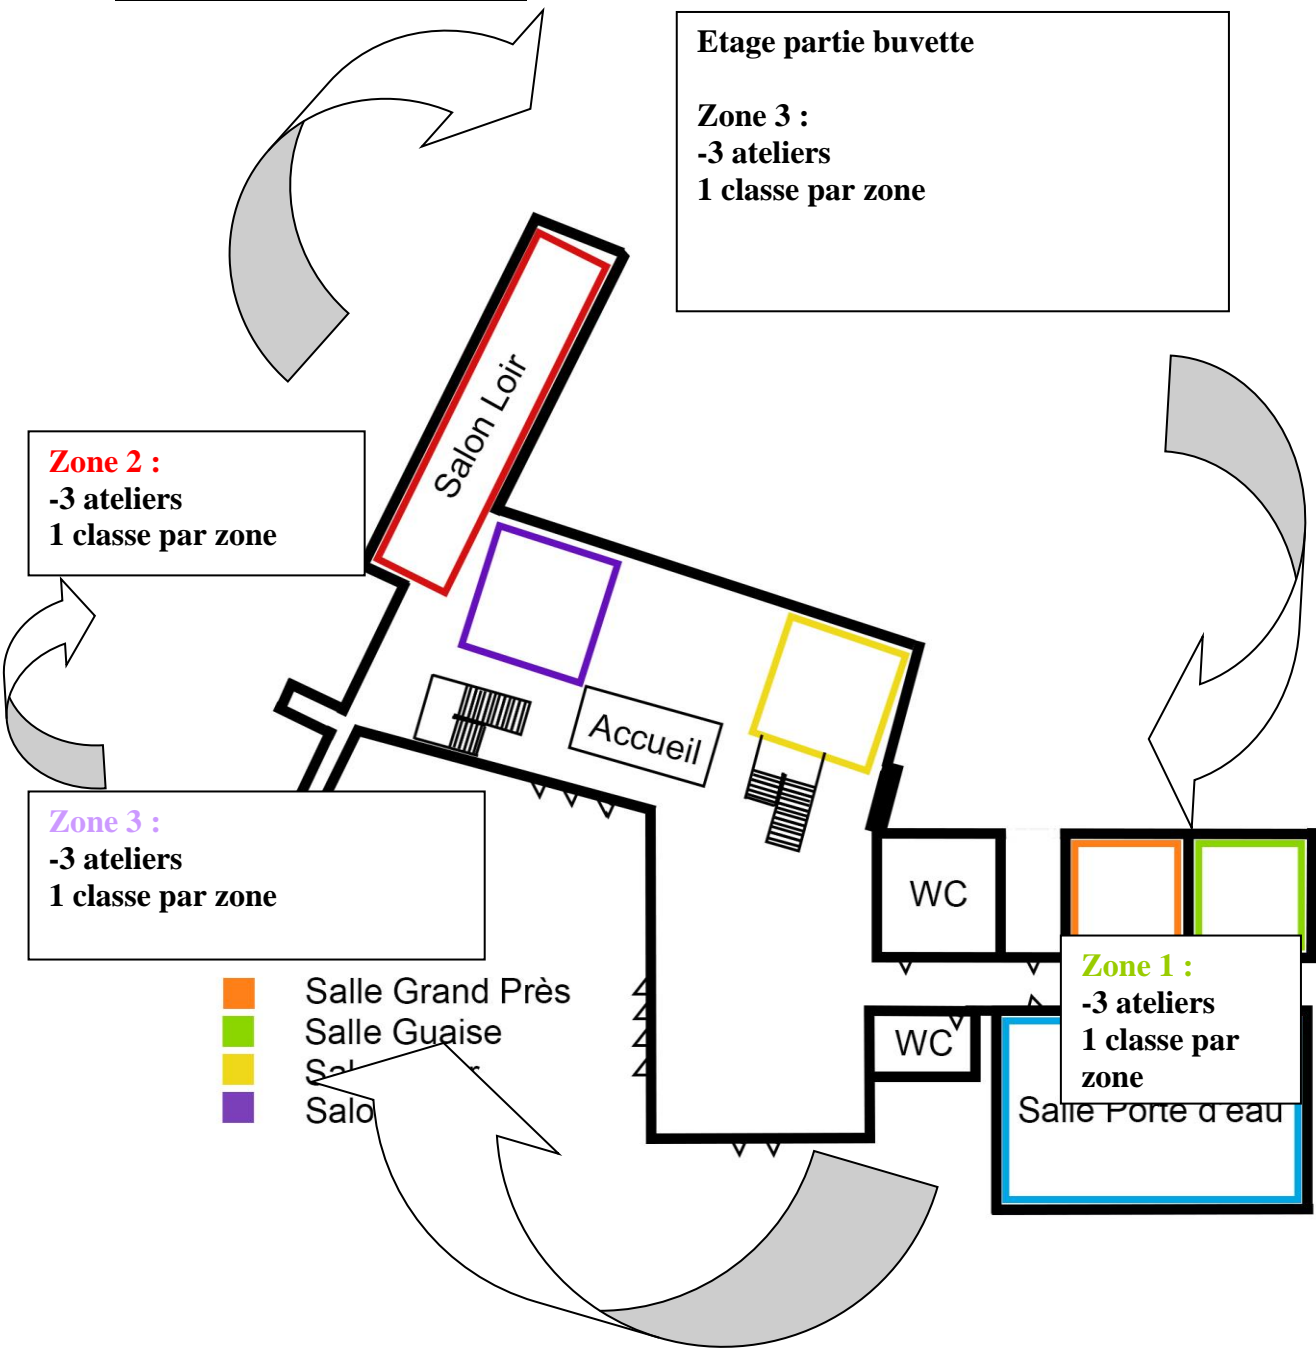 Etage partie buvette
Zone 3 :
-3 ateliers
1 classe par zone
Salon Loir
Zone 2 :
-3 ateliers
1 classe par zone
Accueil
Zone 3 :
-3 ateliers
1 classe par zone
WC
Zone 1 :
-3 ateliers
1 classe par
zone
WC
Salle Porte d'eau
Salle Grand Près
Salle Guaise